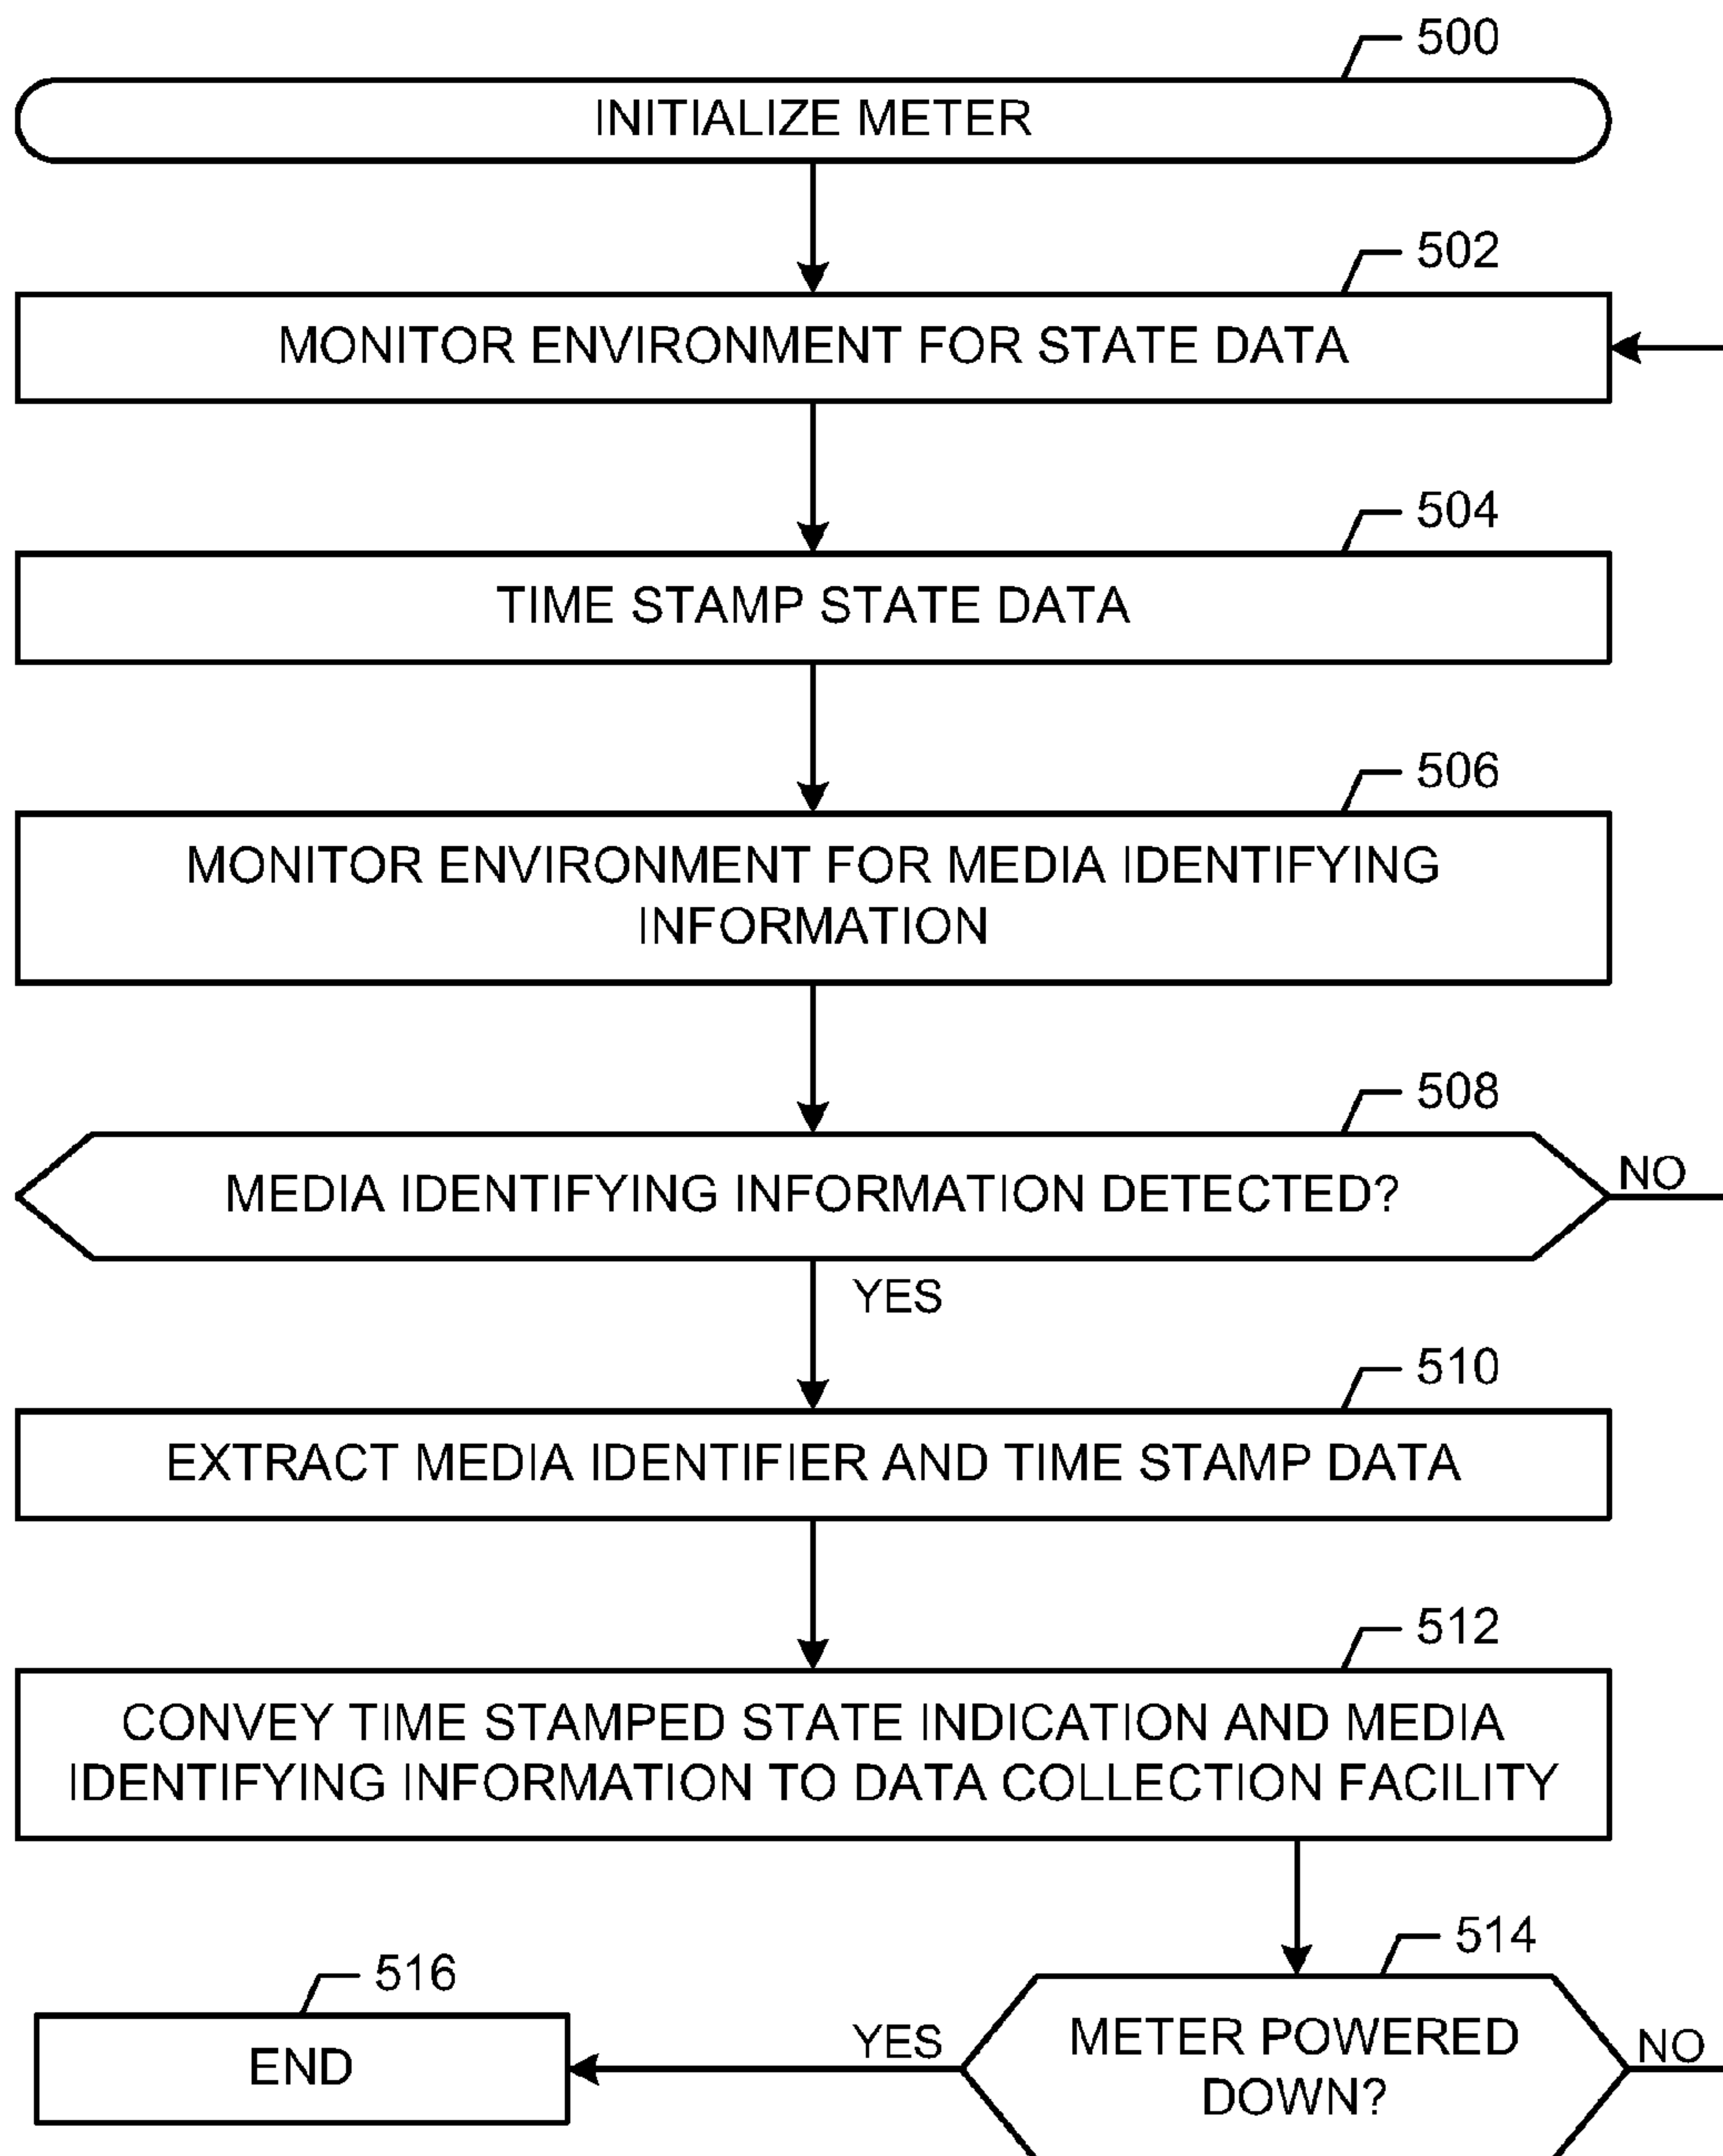 500
INITIALIZE METER
502
MONITOR ENVIRONMENT FOR STATE DATA
504
TIME STAMP STATE DATA
506
MONITOR ENVIRONMENT FOR MEDIA IDENTIFYING
INFORMATION
508
MEDIA IDENTIFYING INFORMATION DETECTED?
NO
YES
510
EXTRACT MEDIA IDENTIFIER AND TIME STAMP DATA
512
CONVEY TIME STAMPED STATE INDICATION AND MEDIA
IDENTIFYING INFORMATION TO DATA COLLECTION FACILITY
514
METER POWERED
DOWN?
NO
YES
516
END